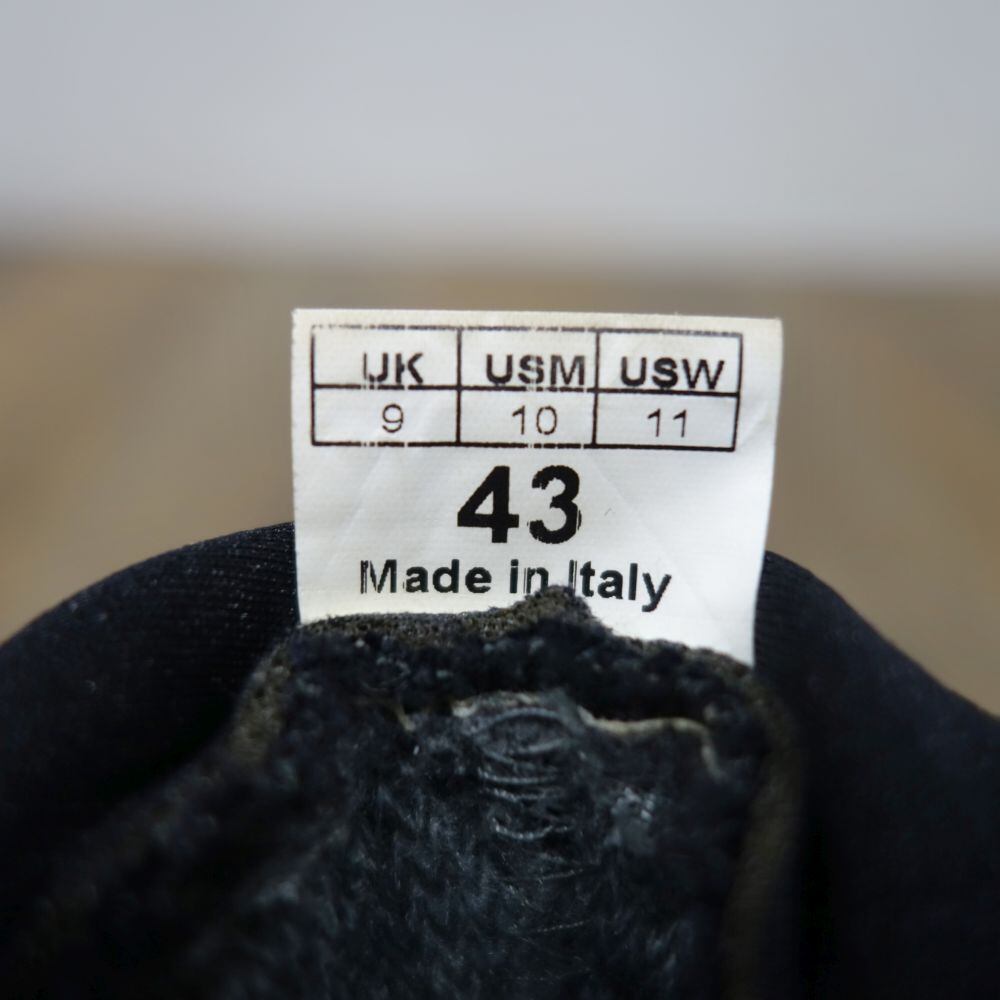 UK USM USW
9 10 11
43
Made in Italy